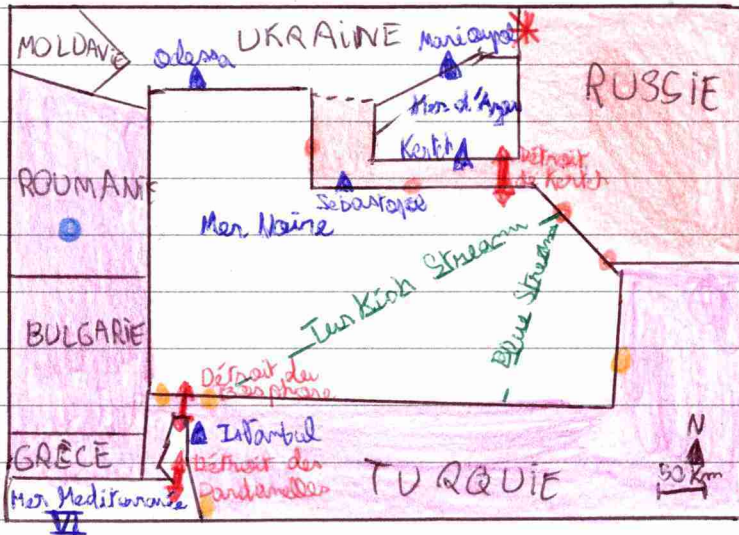 MOLDAVIE
UKRAINE
Odessa
Marioupol
RUSSIE
Mer d'Azov
Kertch
Détroit
de Kertch
ROUMANIE
Sébastopol
Mer Noire
Turkish Stream
Blue Stream
BULGARIE
Détroit du
Bosphore
Istanbul
GRÈCE
Détroit des
Dardanelles
TURQUIE
N
50 Km
Mer Méditerranée
VI